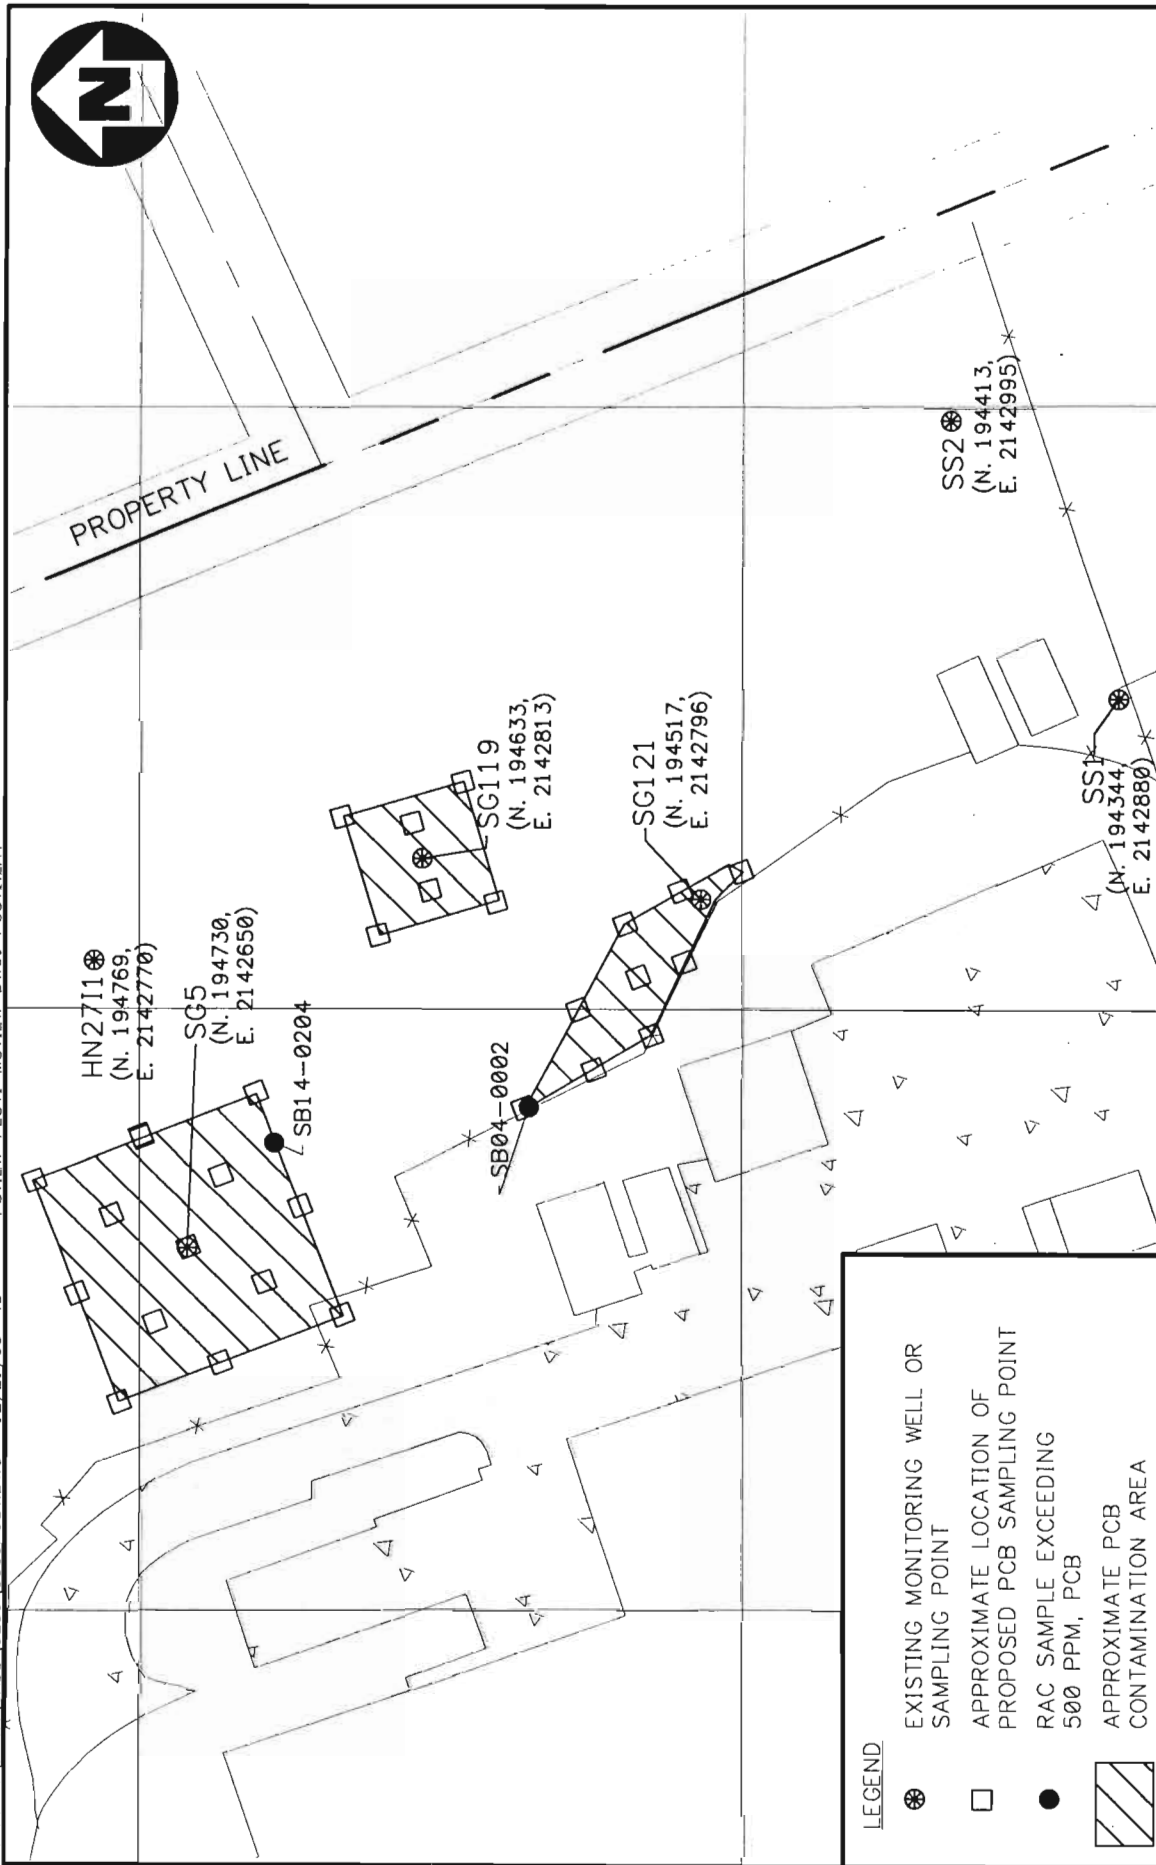 N
PROPERTY LINE
HN27I1
(N. 194769,
E. 2142770)
SG5
(N. 194730,
E. 2142650)
SB14-0204
SG119
(N. 194633,
E. 2142813)
SB04-0002
SG121
(N. 194517,
E. 2142796)
SS2
(N. 194413,
E. 2142995)
SS1
(N. 194344,
E. 2142880)
LEGEND
EXISTING MONITORING WELL OR
SAMPLING POINT
APPROXIMATE LOCATION OF
PROPOSED PCB SAMPLING POINT
RAC SAMPLE EXCEEDING
500 PPM, PCB
APPROXIMATE PCB
CONTAMINATION AREA